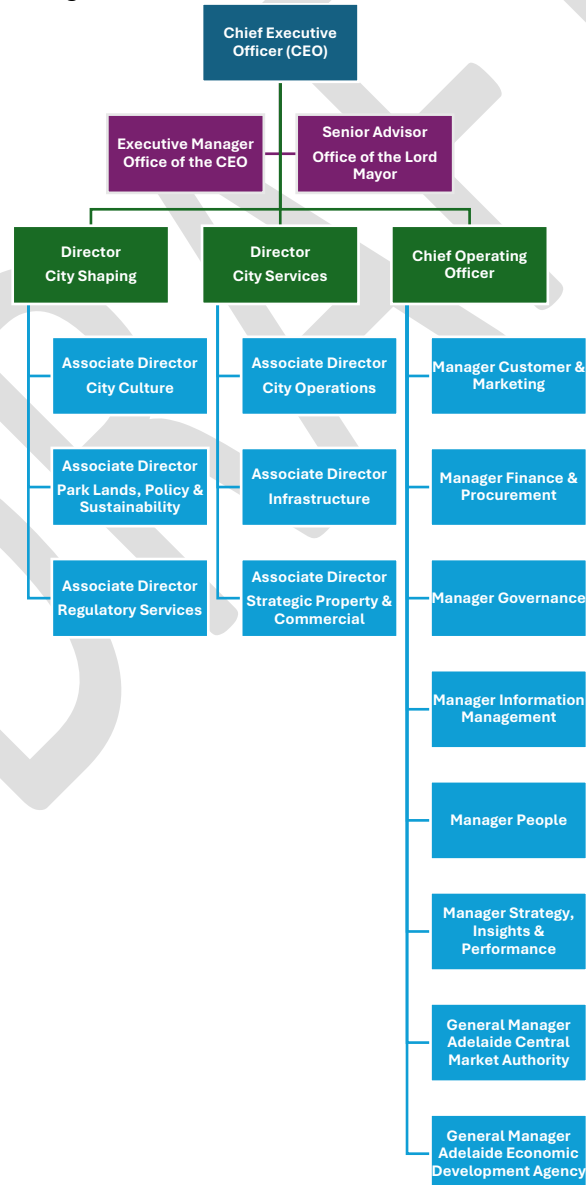 Chief Executive
Officer (CEO)
Executive Manager
Office of the CEO
Senior Advisor
Office of the Lord
Mayor
Director
City Shaping
Director
City Services
Chief Operating
Officer
Associate Director
City Culture
Associate Director
Park Lands, Policy &
Sustainability
Associate Director
Regulatory Services
Associate Director
City Operations
Associate Director
Infrastructure
Associate Director
Strategic Property &
Commercial
Manager Customer &
Marketing
Manager Finance &
Procurement
Manager Governance
Manager Information
Management
Manager People
Manager Strategy,
Insights &
Performance
General Manager
Adelaide Central
Market Authority
General Manager
Adelaide Economic
Development Agency